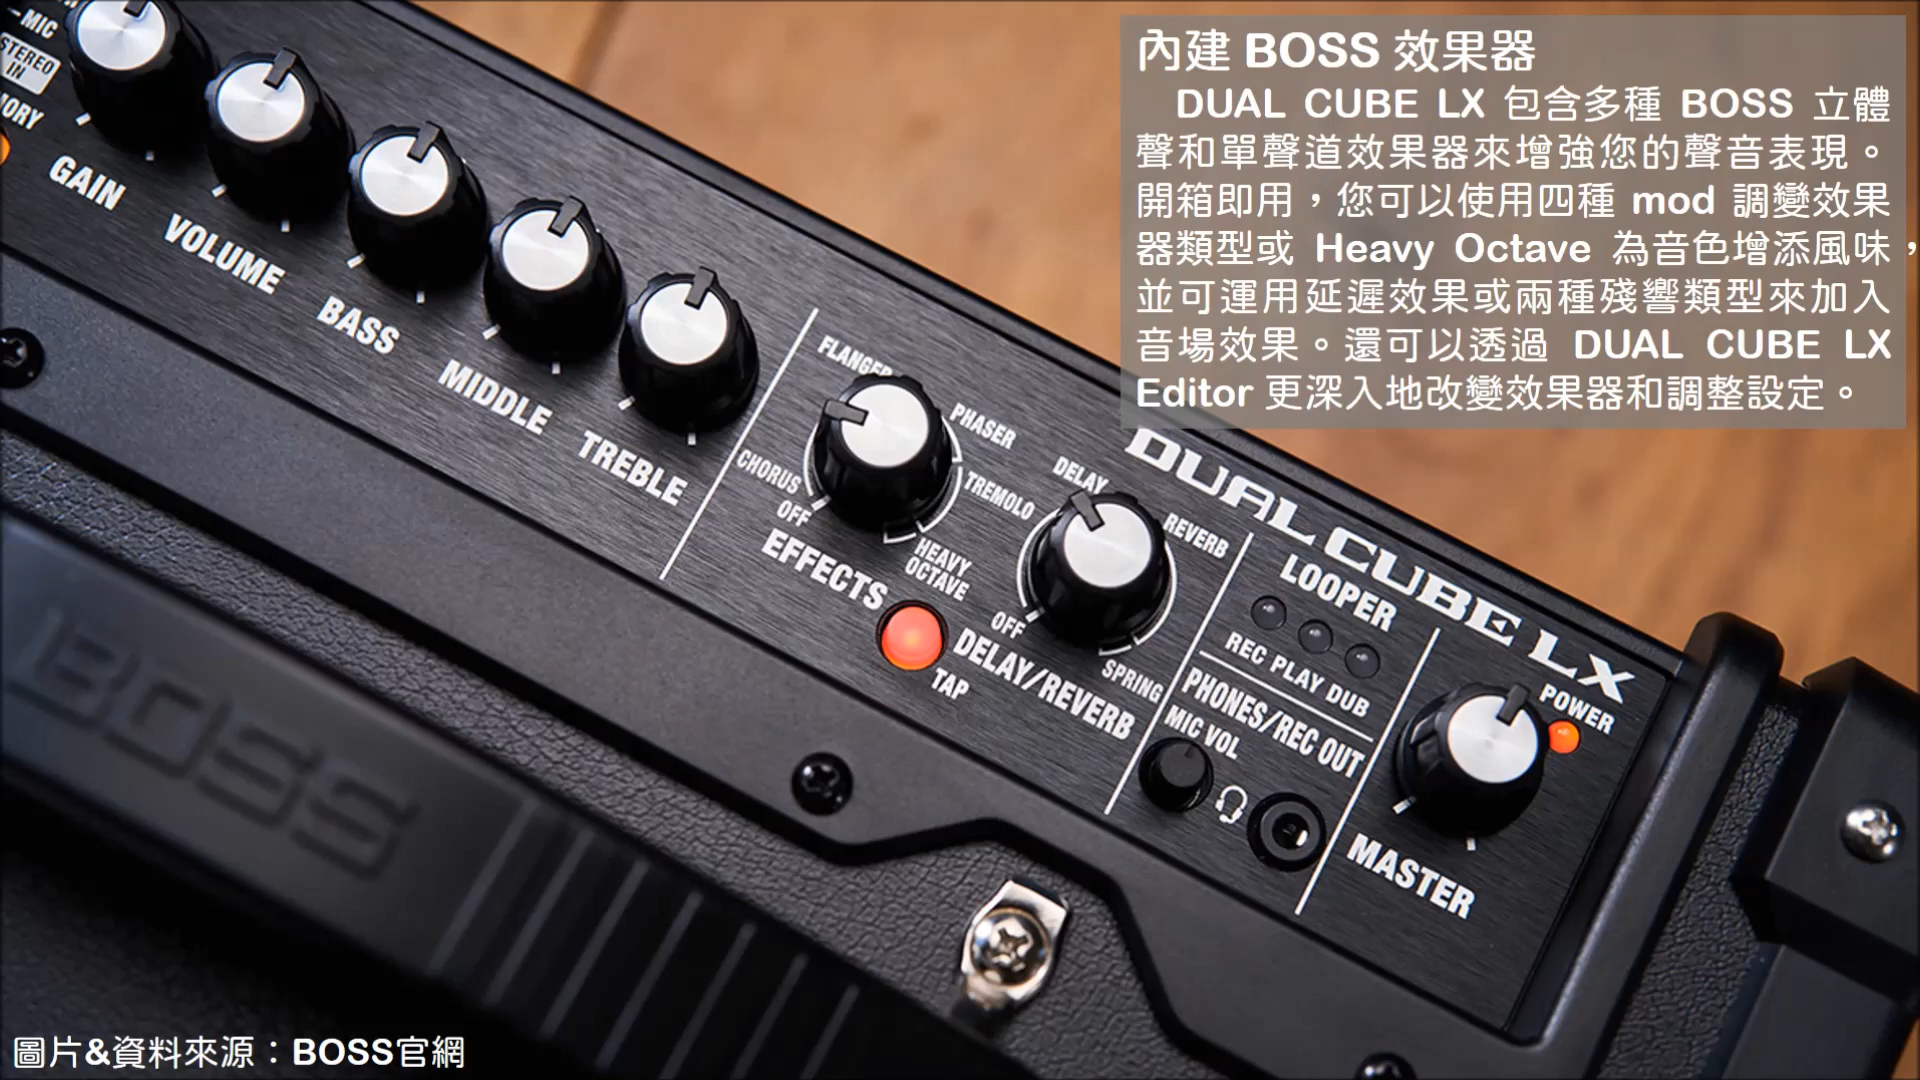 內建 BOSS 效果器
DUAL CUBE LX 包含多種 BOSS 立體
聲和單聲道效果器來增強您的聲音表現。
開箱即用，您可以使用四種 mod 調變效果
器類型或 Heavy Octave 為音色增添風味，
並可運用延遲效果或兩種殘響類型來加入
音場效果。還可以透過 DUAL CUBE LX
Editor 更深入地改變效果器和調整設定。
MIC
STEREO
IN
GAIN
VOLUME
BASS
MIDDLE
TREBLE
FLANGER
PHASER
CHORUS
TREMOLO
OFF
HEAVY
OCTAVE
EFFECTS
TAP
DELAY
REVERB
OFF
SPRING
DELAY/REVERB
DUAL CUBE LX
LOOPER
REC PLAY DUB
PHONES/REC OUT
MIC VOL
POWER
MASTER
BOSS
圖片&資料來源：BOSS官網